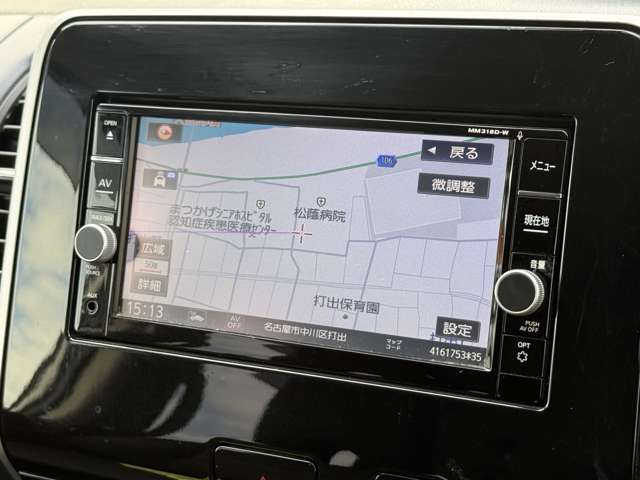 OPEN
MM318D-W
AV
PUSH
SOURCE
AUX
106
戻る
微調整
まつかげシニアホスピタル
認知症疾患医療センター
松蔭病院
広域
50m
詳細
打出保育園
15:13
AV
OFF
名古屋市中川区打出
マップ
コード
4161753*35
設定
メニュー
現在地
音量
PUSH
AV OFF
OPT